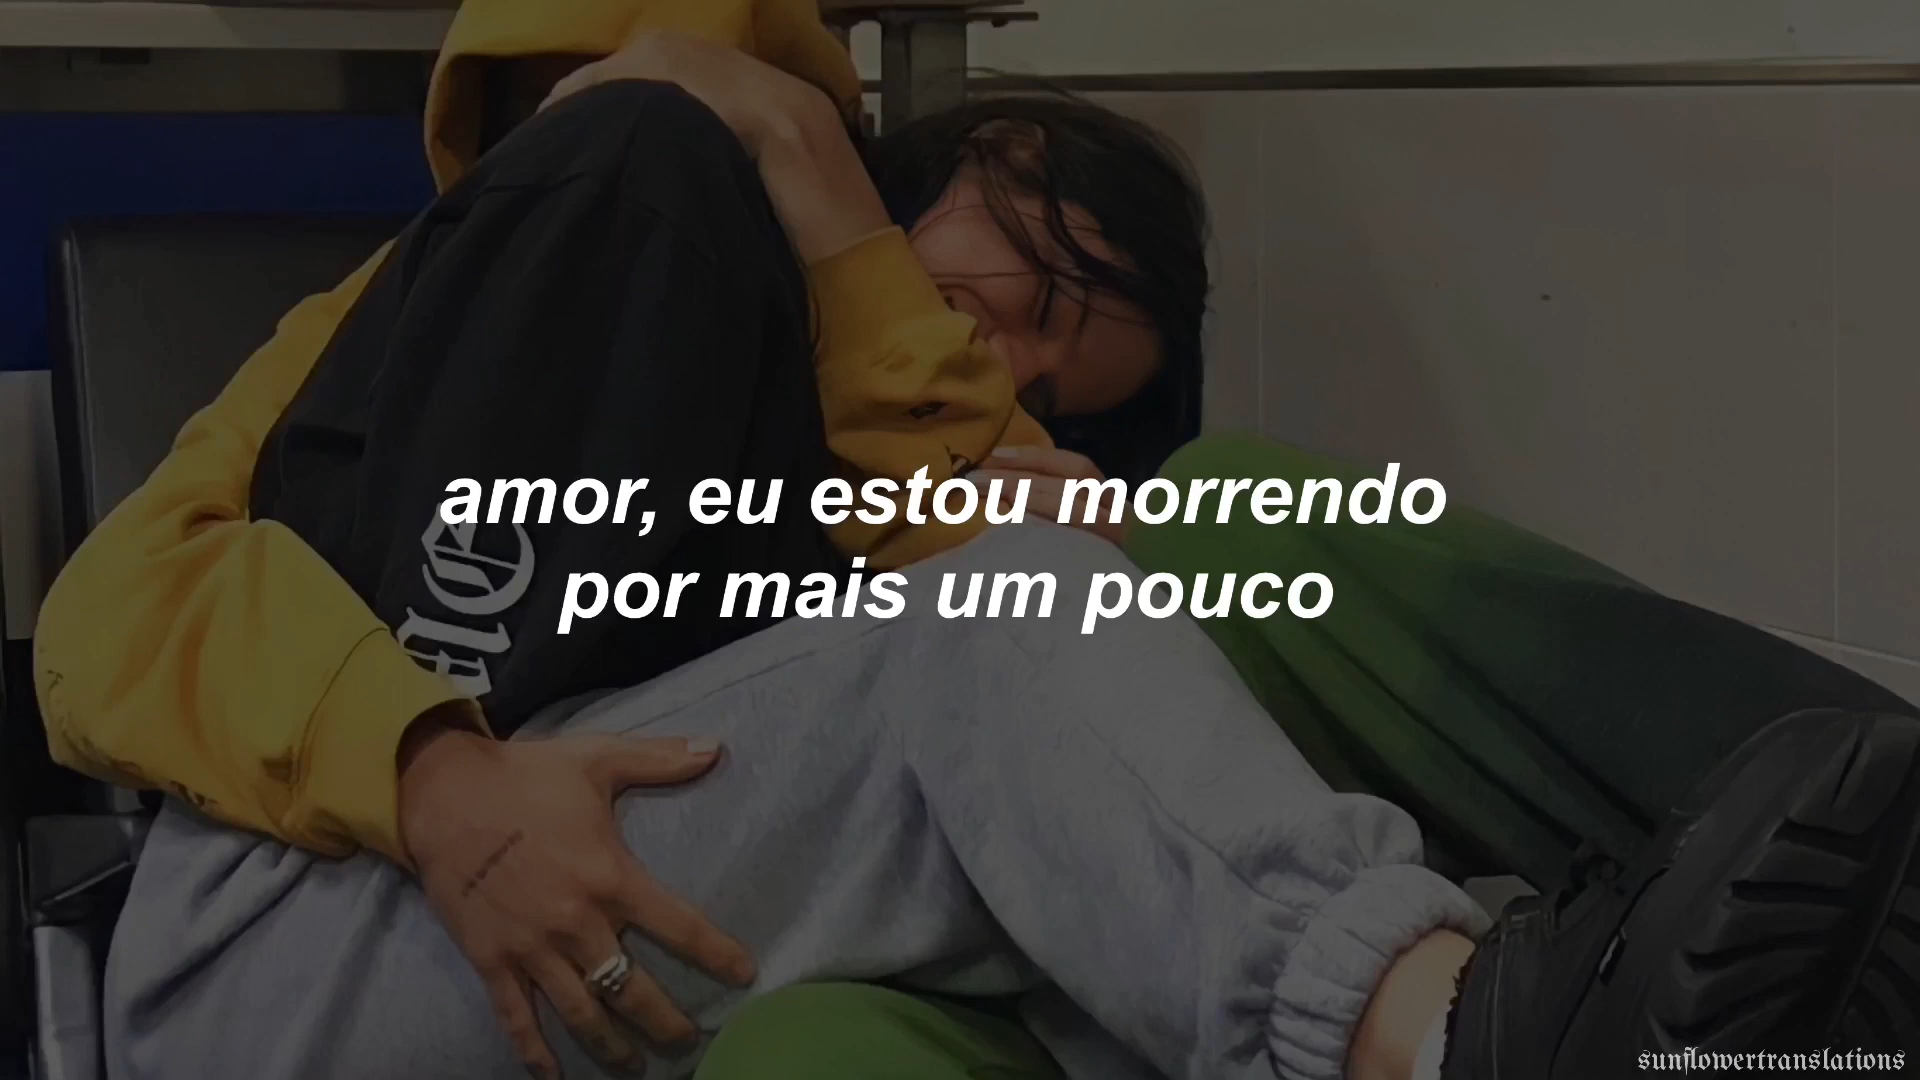 amor, eu estou morrendo
por mais um pouco
sunflowertranslations